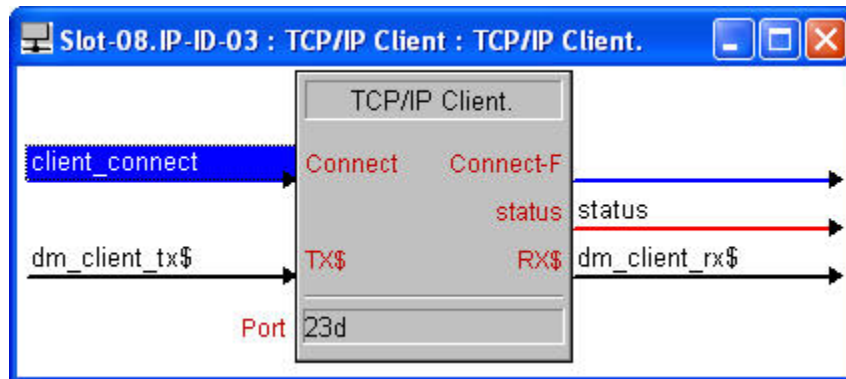 Slot-08.IP-ID-03 : TCP/IP Client : TCP/IP Client.
TCP/IP Client.
client_connect Connect Connect-F
status status
dm_client_tx$ TX$ RX$ dm_client_rx$
Port 23d